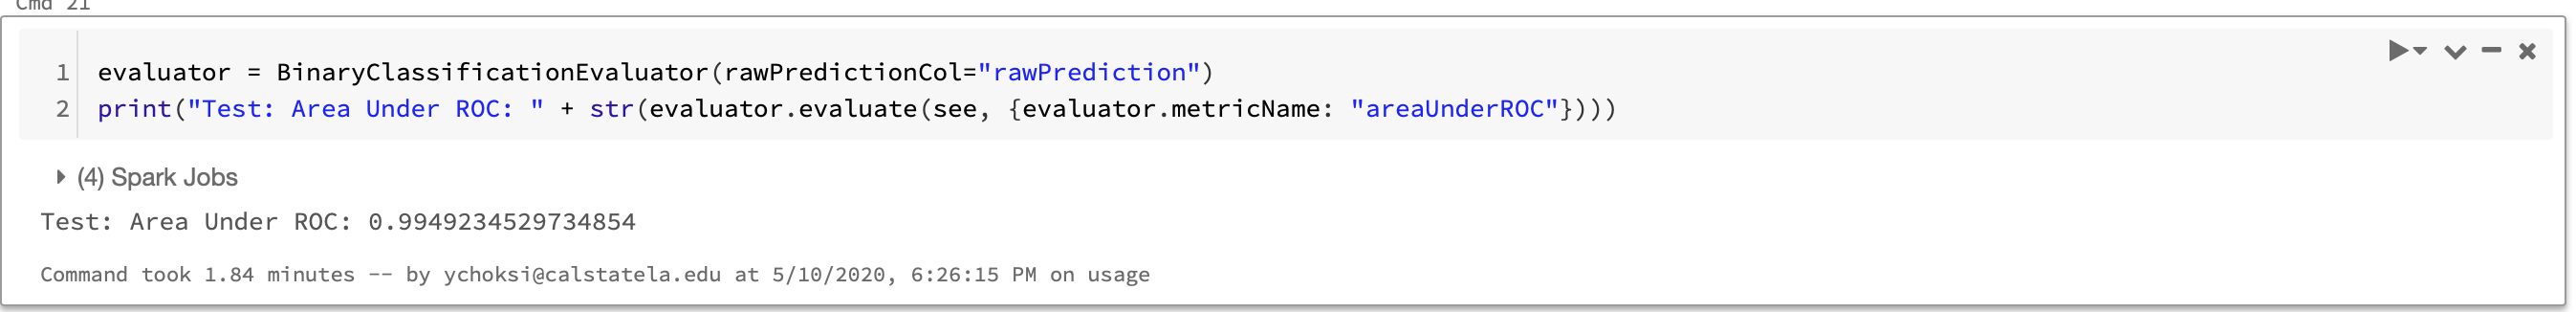 Cmd 21
1 evaluator = BinaryClassificationEvaluator(rawPredictionCol="rawPrediction")
2 print("Test: Area Under ROC: " + str(evaluator.evaluate(see, {evaluator.metricName: "areaUnderROC"})))
(4) Spark Jobs
Test: Area Under ROC: 0.9949234529734854
Command took 1.84 minutes -- by ychoksi@calstatela.edu at 5/10/2020, 6:26:15 PM on usage